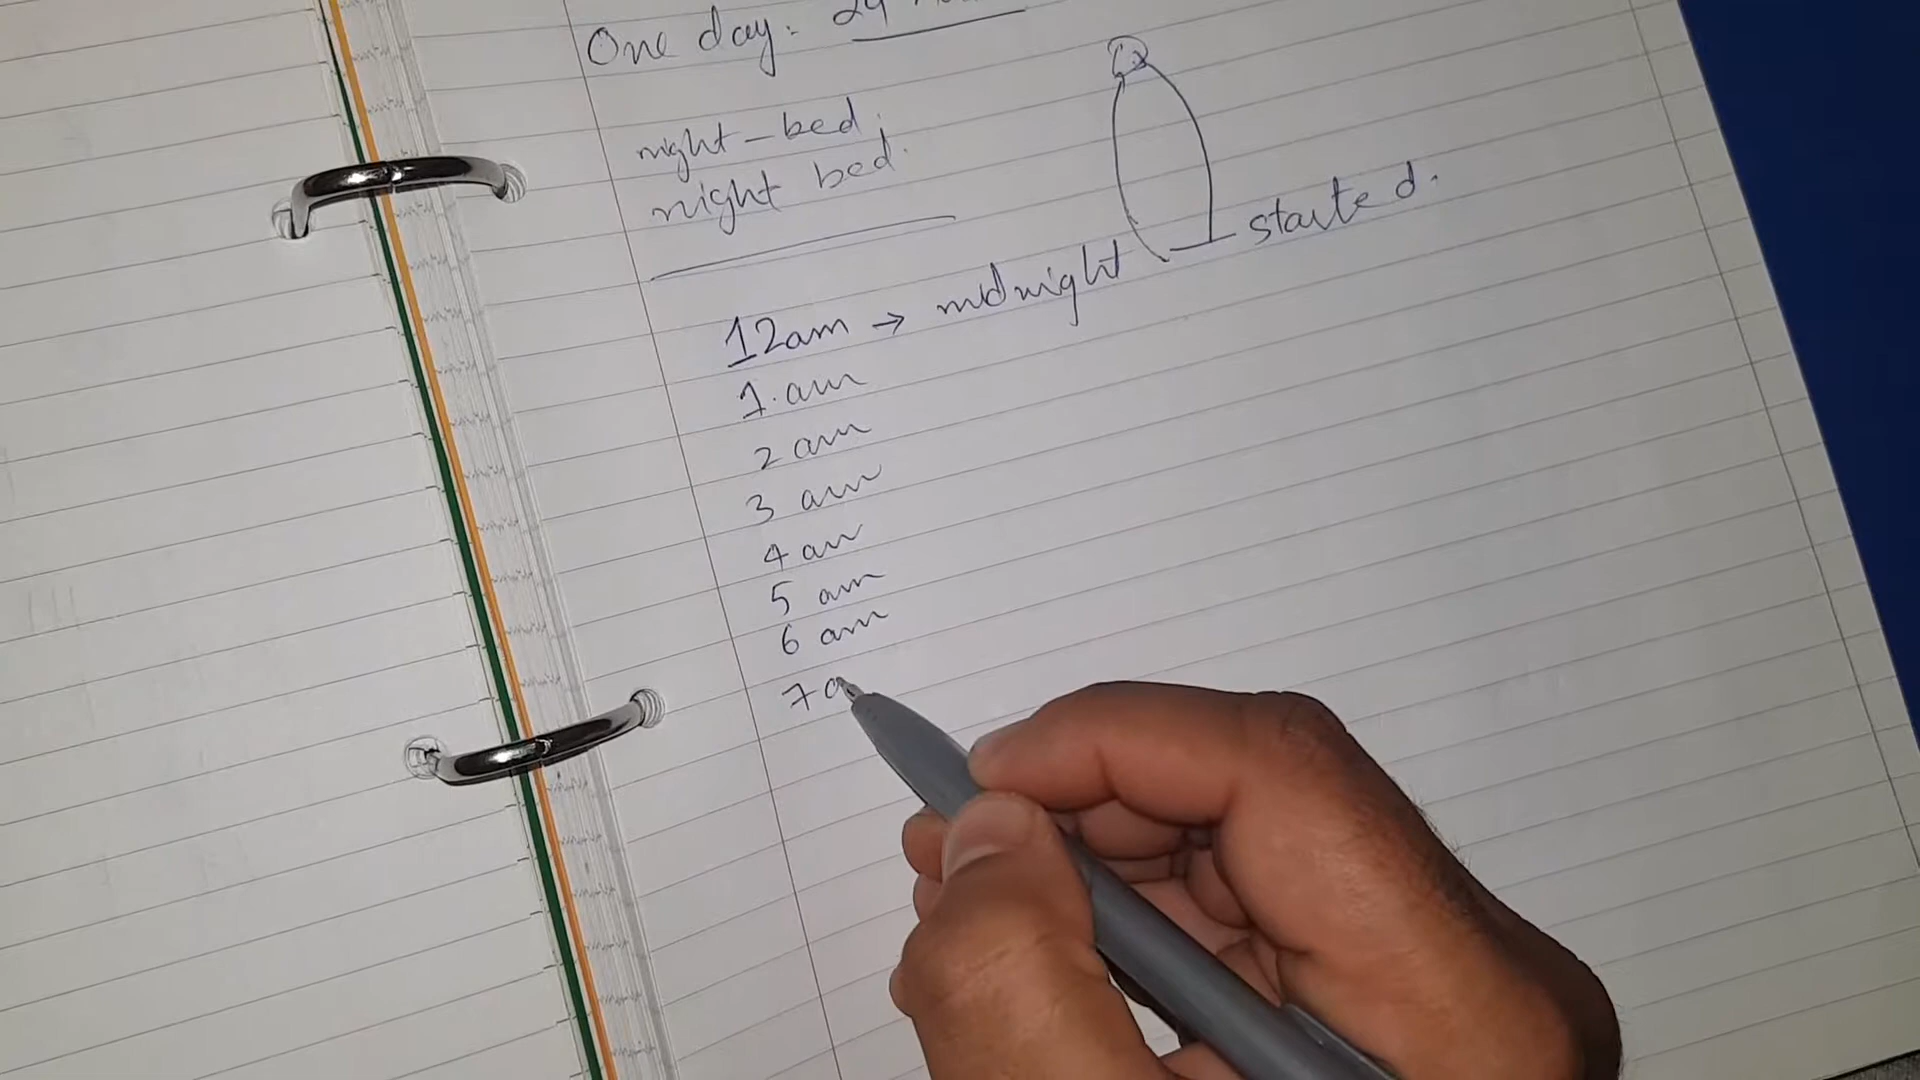 One day: 24
night - bed.
night bed.
started.
12am → midnight
1. am
2 am
3 am
4 am
5 am
6 am
7 a